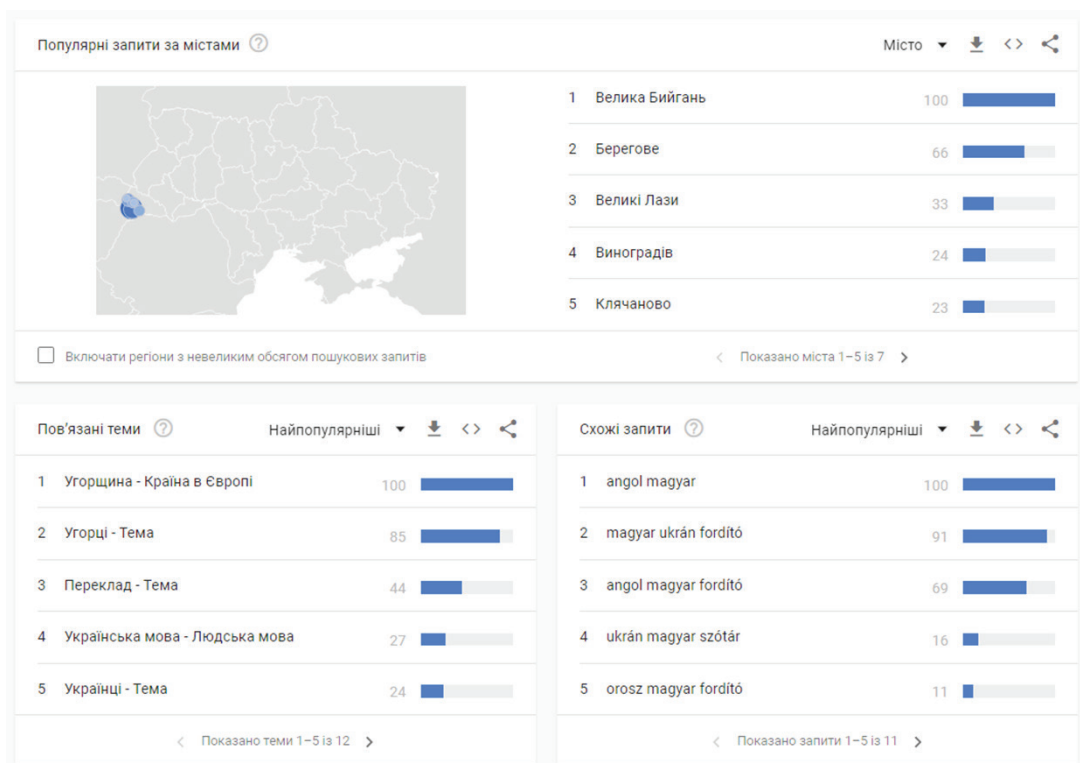 Популярні запити за містами
Місто
1 Велика Бийгань 100
2 Берегове 66
3 Великі Лази 33
4 Виноградів 24
5 Клячаново 23
Включати регіони з невеликим обсягом пошукових запитів
Показано міста 1–5 із 7
Пов'язані теми
Найпопулярніші
1 Угорщина - Країна в Європі 100
2 Угорці - Тема 85
3 Переклад - Тема 44
4 Українська мова - Людська мова 27
5 Українці - Тема 24
Показано теми 1–5 із 12
Схожі запити
Найпопулярніші
1 angol magyar 100
2 magyar ukrán fordító 91
3 angol magyar fordító 69
4 ukrán magyar szótár 16
5 orosz magyar fordító 11
Показано запити 1–5 із 11